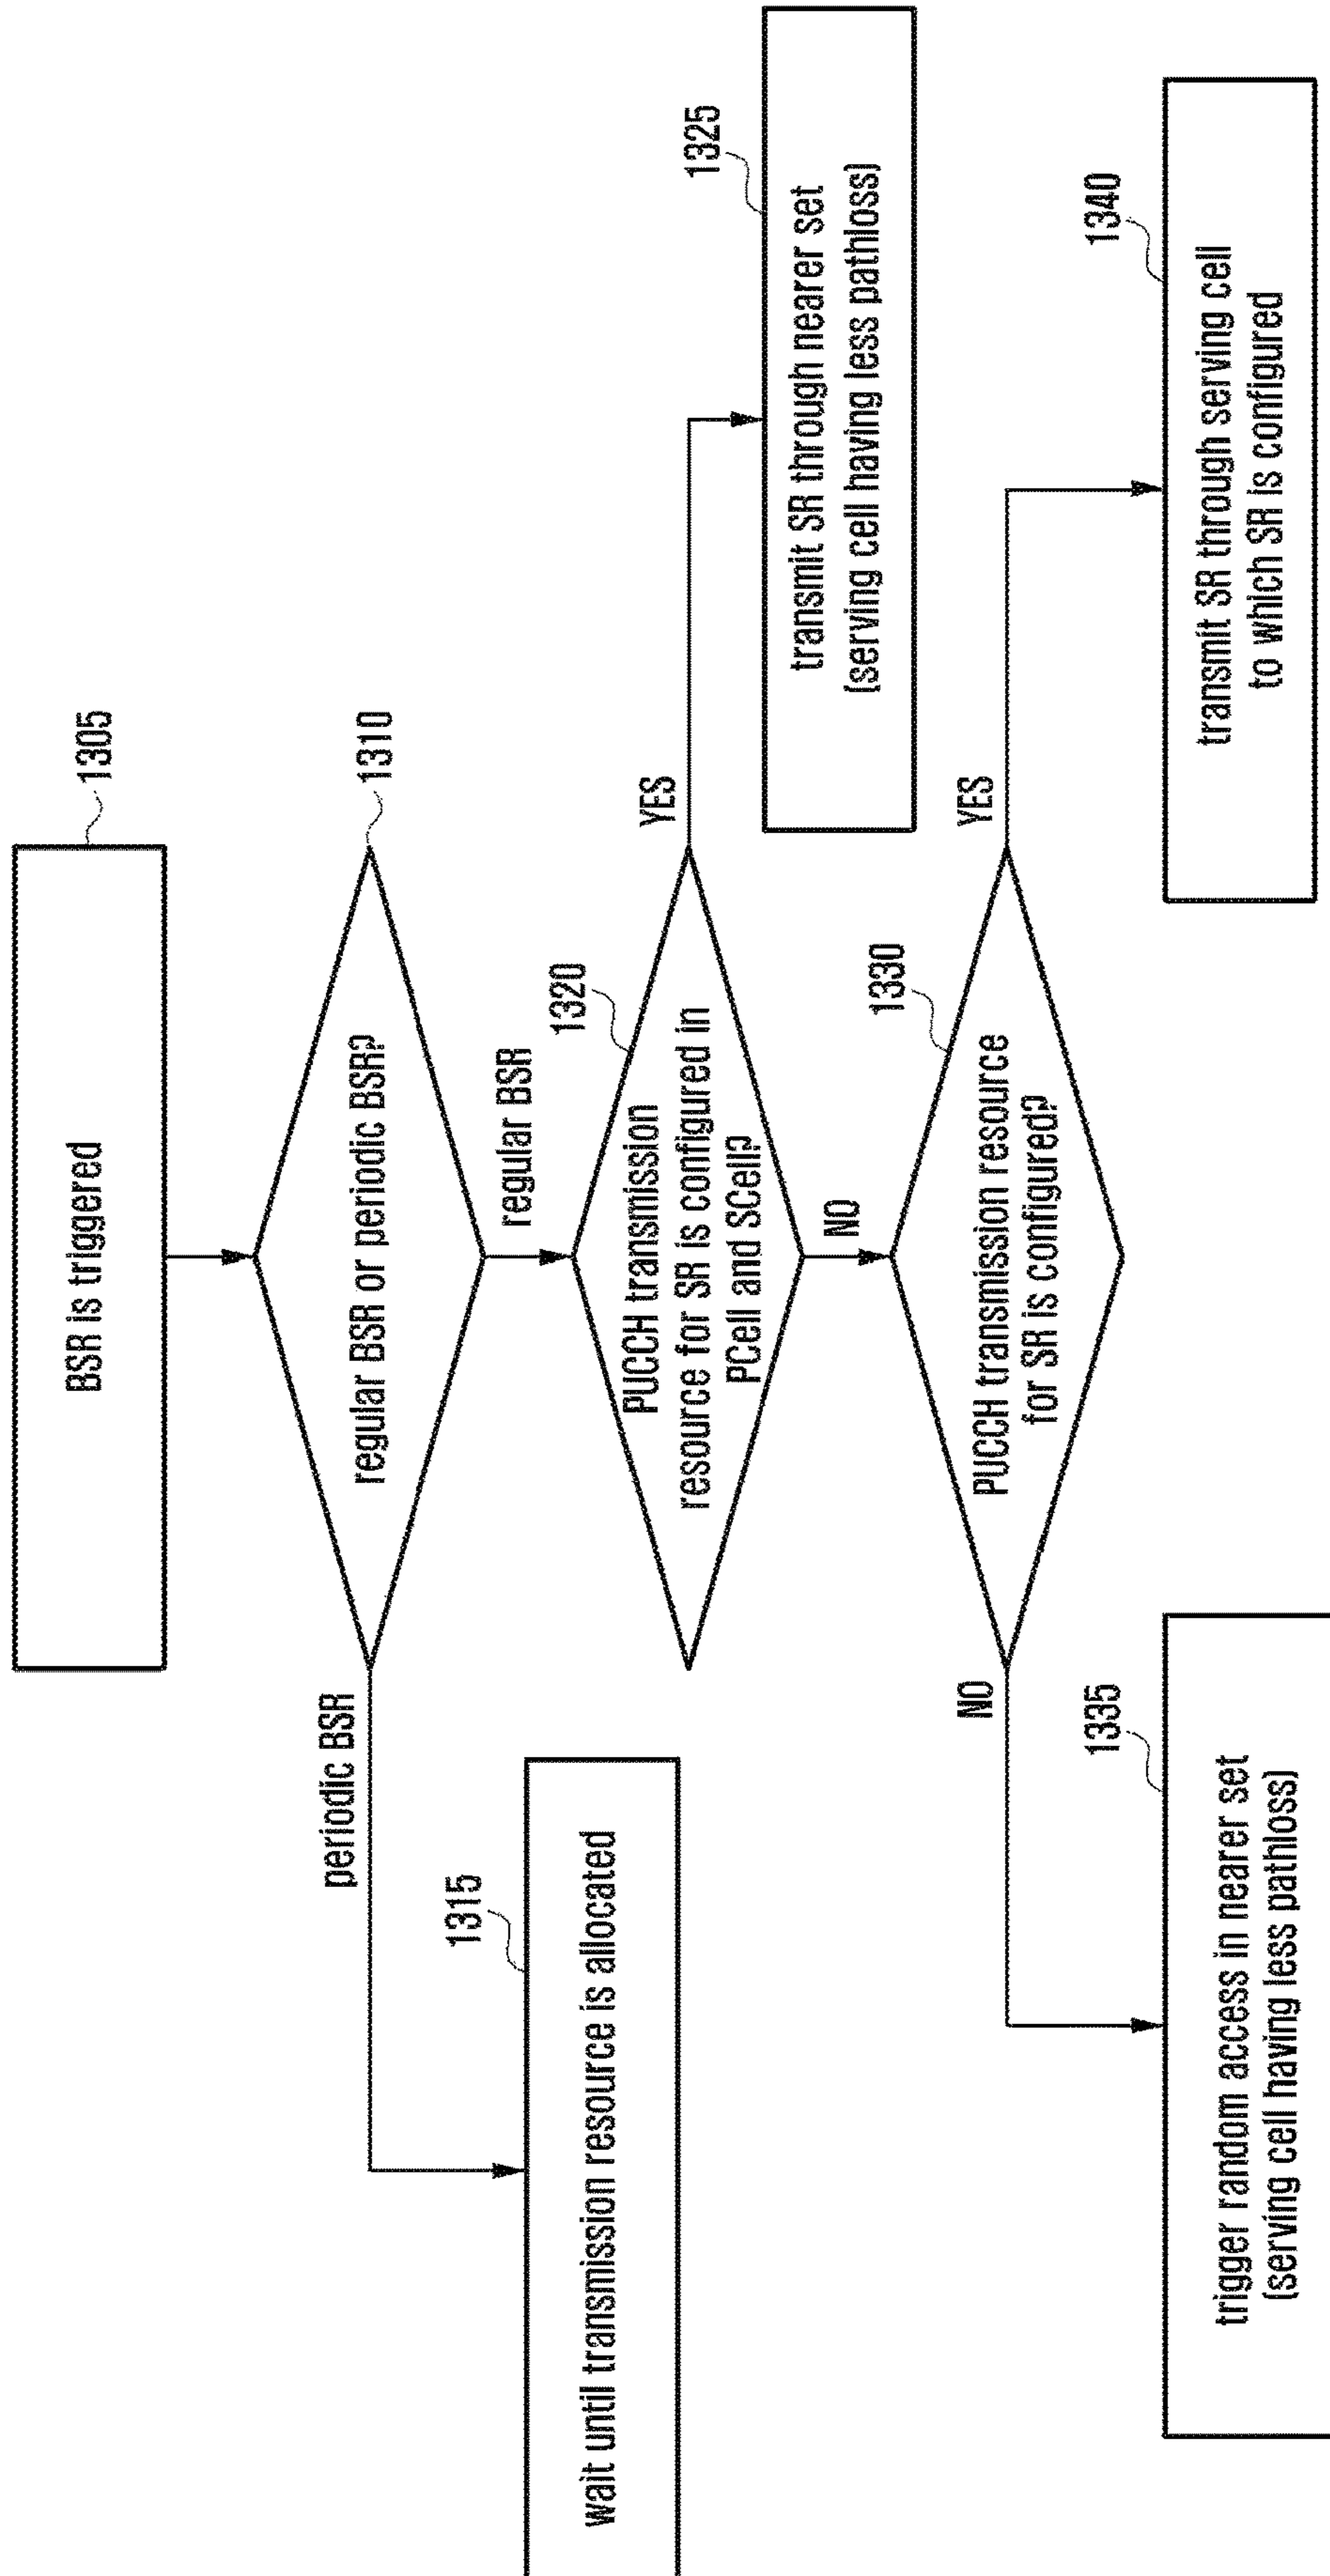 BSR is triggered
1305
regular BSR or periodic BSR?
1310
periodic BSR
regular BSR
wait until transmission resource is allocated
1315
PUCCH transmission
resource for SR is configured in
PCell and SCell?
1320
YES
NO
transmit SR through nearer set
(serving cell having less pathloss)
1325
PUCCH transmission resource
for SR is configured?
1330
NO
YES
trigger random access in nearer set
(serving cell having less pathloss)
1335
transmit SR through serving cell
to which SR is configured
1340